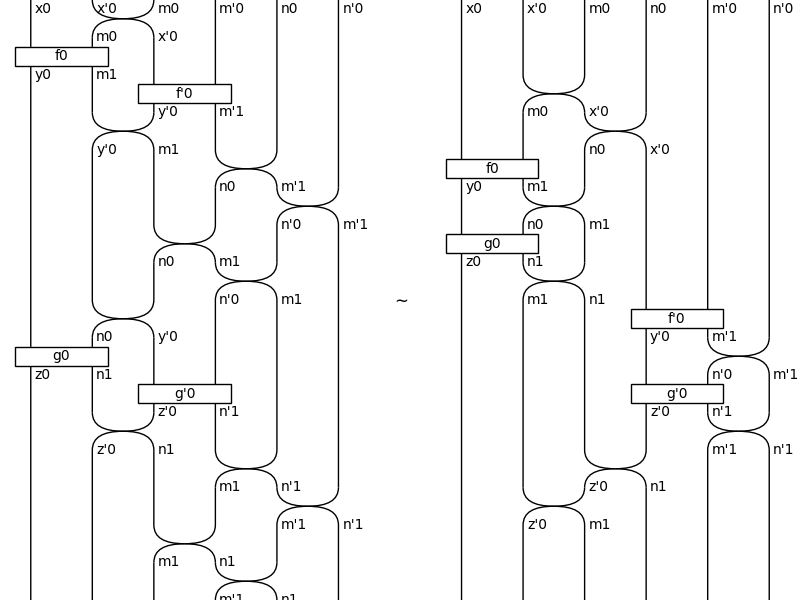 x0 x'0 m0 m'0 n0 n'0 x0 x'0 m0 n0 m'0 n'0
m0 x'0
f0
y0 m1
f'0
y'0 m'1 m0 x'0
y'0 m1 n0 x'0
f0
n0 m'1 y0 m1
n'0 m'1 n0 m1
g0
n0 m1 z0 n1
n'0 m1 ~ m1 n1
f'0
n0 y'0 y'0 m'1
g0
z0 n1 n'0 m'1
g'0 g'0
z'0 n'1 z'0 n'1
z'0 n1 m'1 n'1
m1 n'1 z'0 n1
m'1 n'1 z'0 m1
m1 n1
m'1 n1